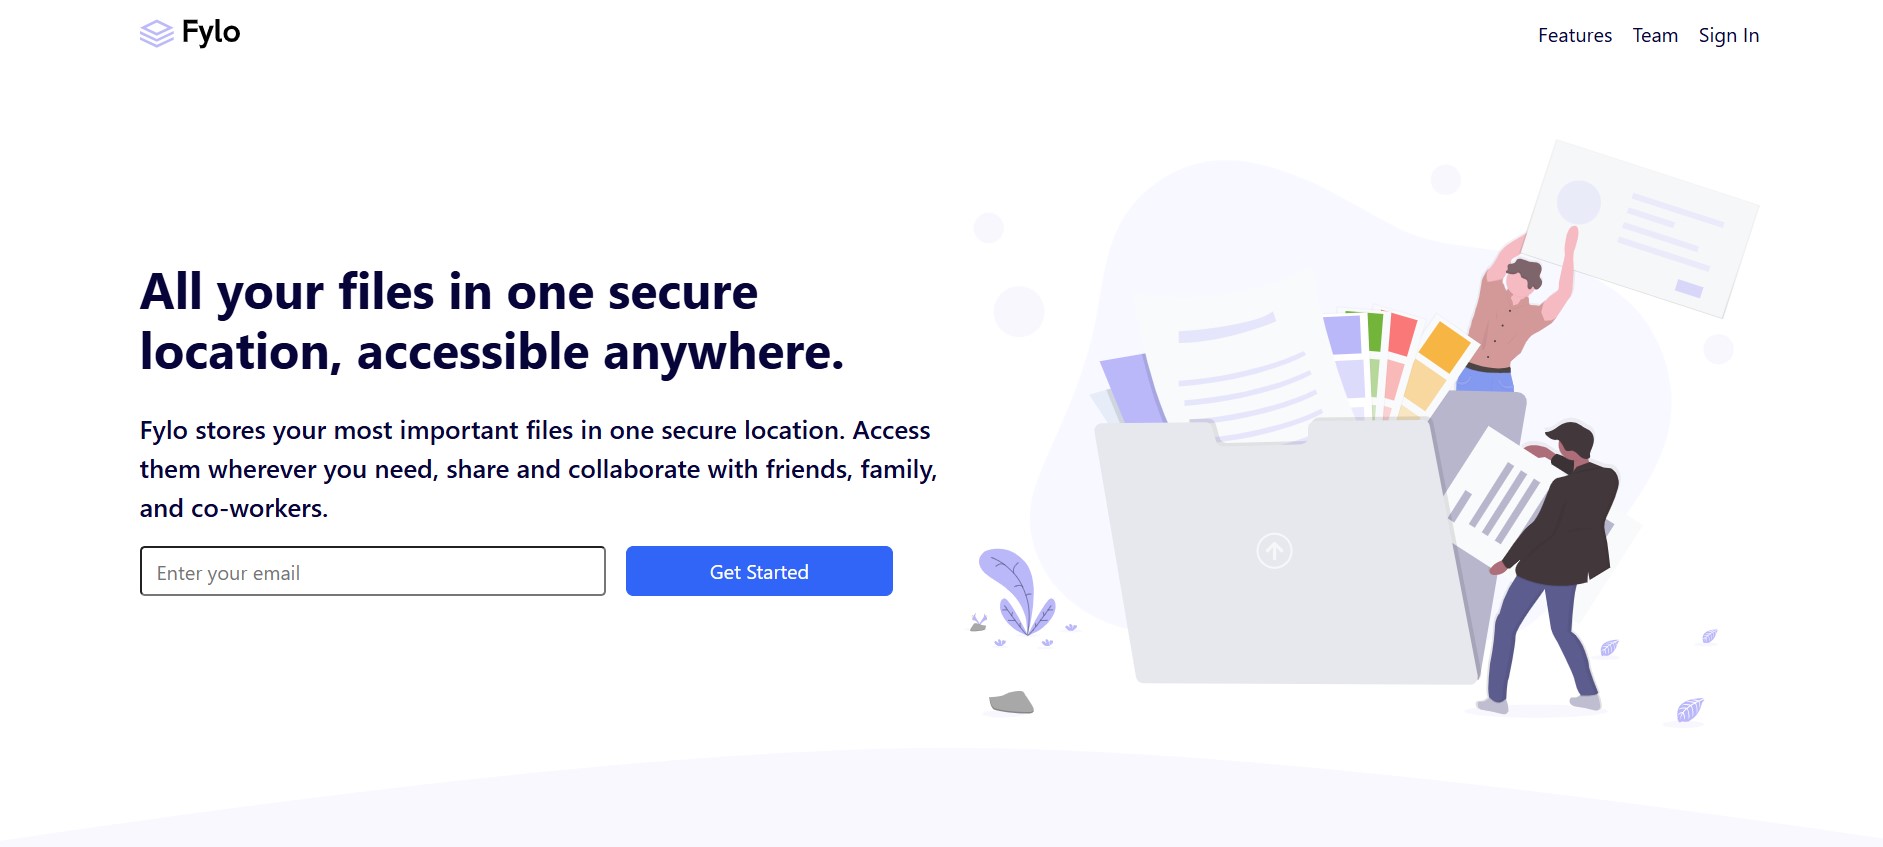 Fylo
Features Team Sign In
All your files in one secure
location, accessible anywhere.
Fylo stores your most important files in one secure location. Access
them wherever you need, share and collaborate with friends, family,
and co-workers.
Enter your email
Get Started